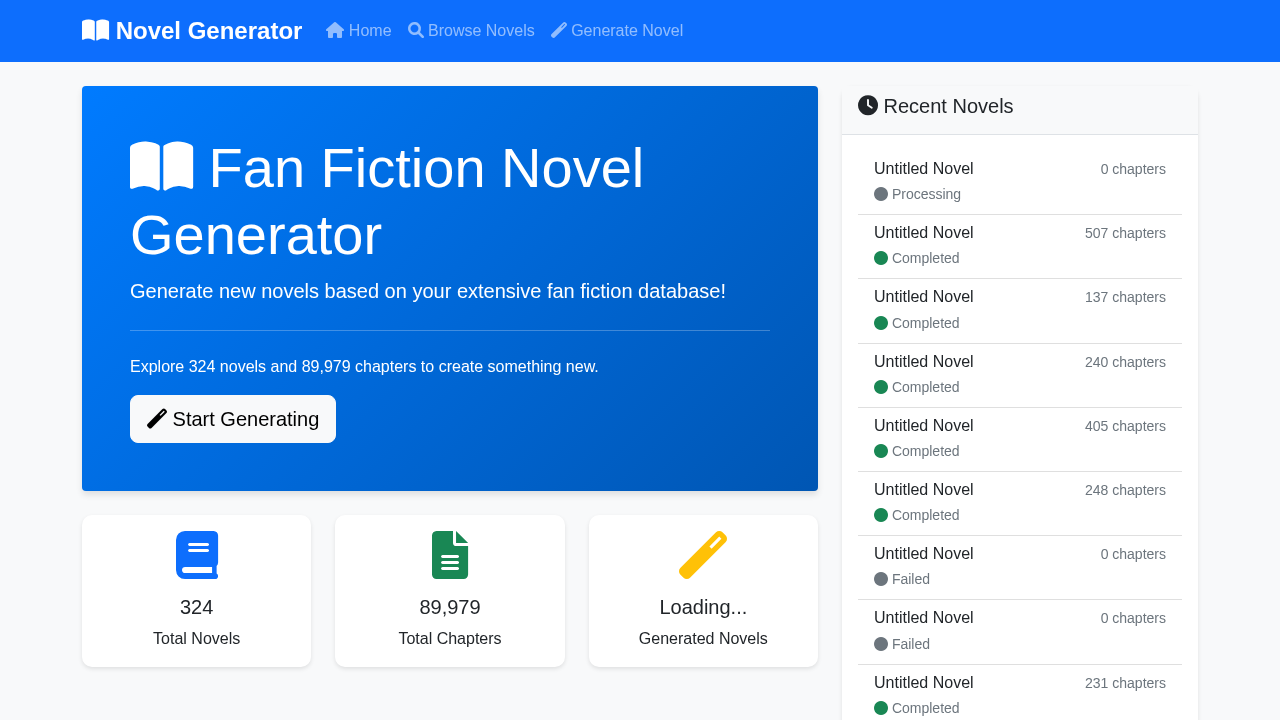 Novel Generator
Home
Browse Novels
Generate Novel
Fan Fiction Novel
Generator
Generate new novels based on your extensive fan fiction database!
Explore 324 novels and 89,979 chapters to create something new.
Start Generating
324
Total Novels
89,979
Total Chapters
Loading...
Generated Novels
Recent Novels
Untitled Novel
0 chapters
Processing
Untitled Novel
507 chapters
Completed
Untitled Novel
137 chapters
Completed
Untitled Novel
240 chapters
Completed
Untitled Novel
405 chapters
Completed
Untitled Novel
248 chapters
Completed
Untitled Novel
0 chapters
Failed
Untitled Novel
0 chapters
Failed
Untitled Novel
231 chapters
Completed